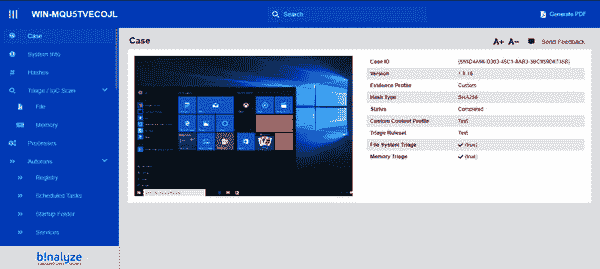 WIN-MQU5TVECOJL
Search
Generate PDF
Case
System Info
Hashes
Triage / IoC Scan
File
Memory
Processes
Autoruns
Registry
Scheduled Tasks
Startup Folder
Services
b!nalyze
Case
A+ A-
Send Feedback
Case ID
Version
Evidence Profile Custom
Hash Type SHA256
Status Completed
Custom Content Profile Test
Triage Ruleset Test
File System Triage (true)
Memory Triage (true)